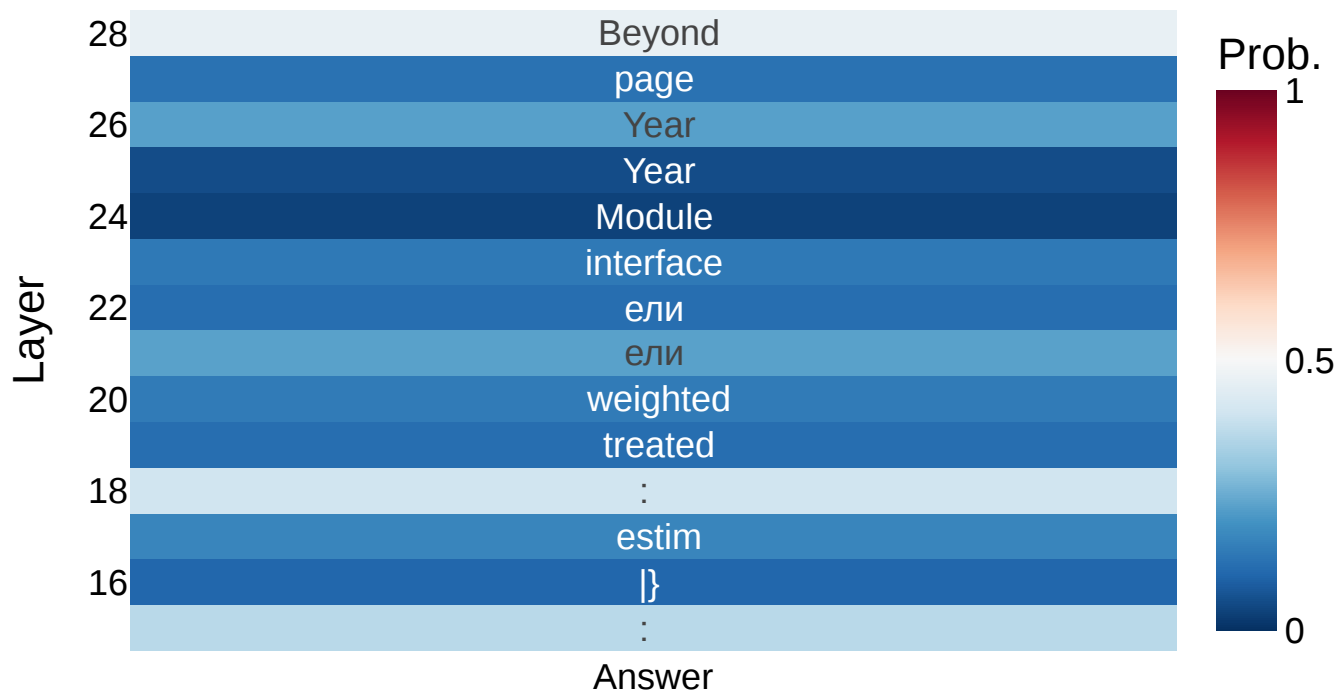 28 Beyond
page
26 Year
Year
24 Module
interface
22 ели
ели
20 weighted
treated
18 :
estim
16 |}
:
Answer
Layer
Prob.
1
0.5
0